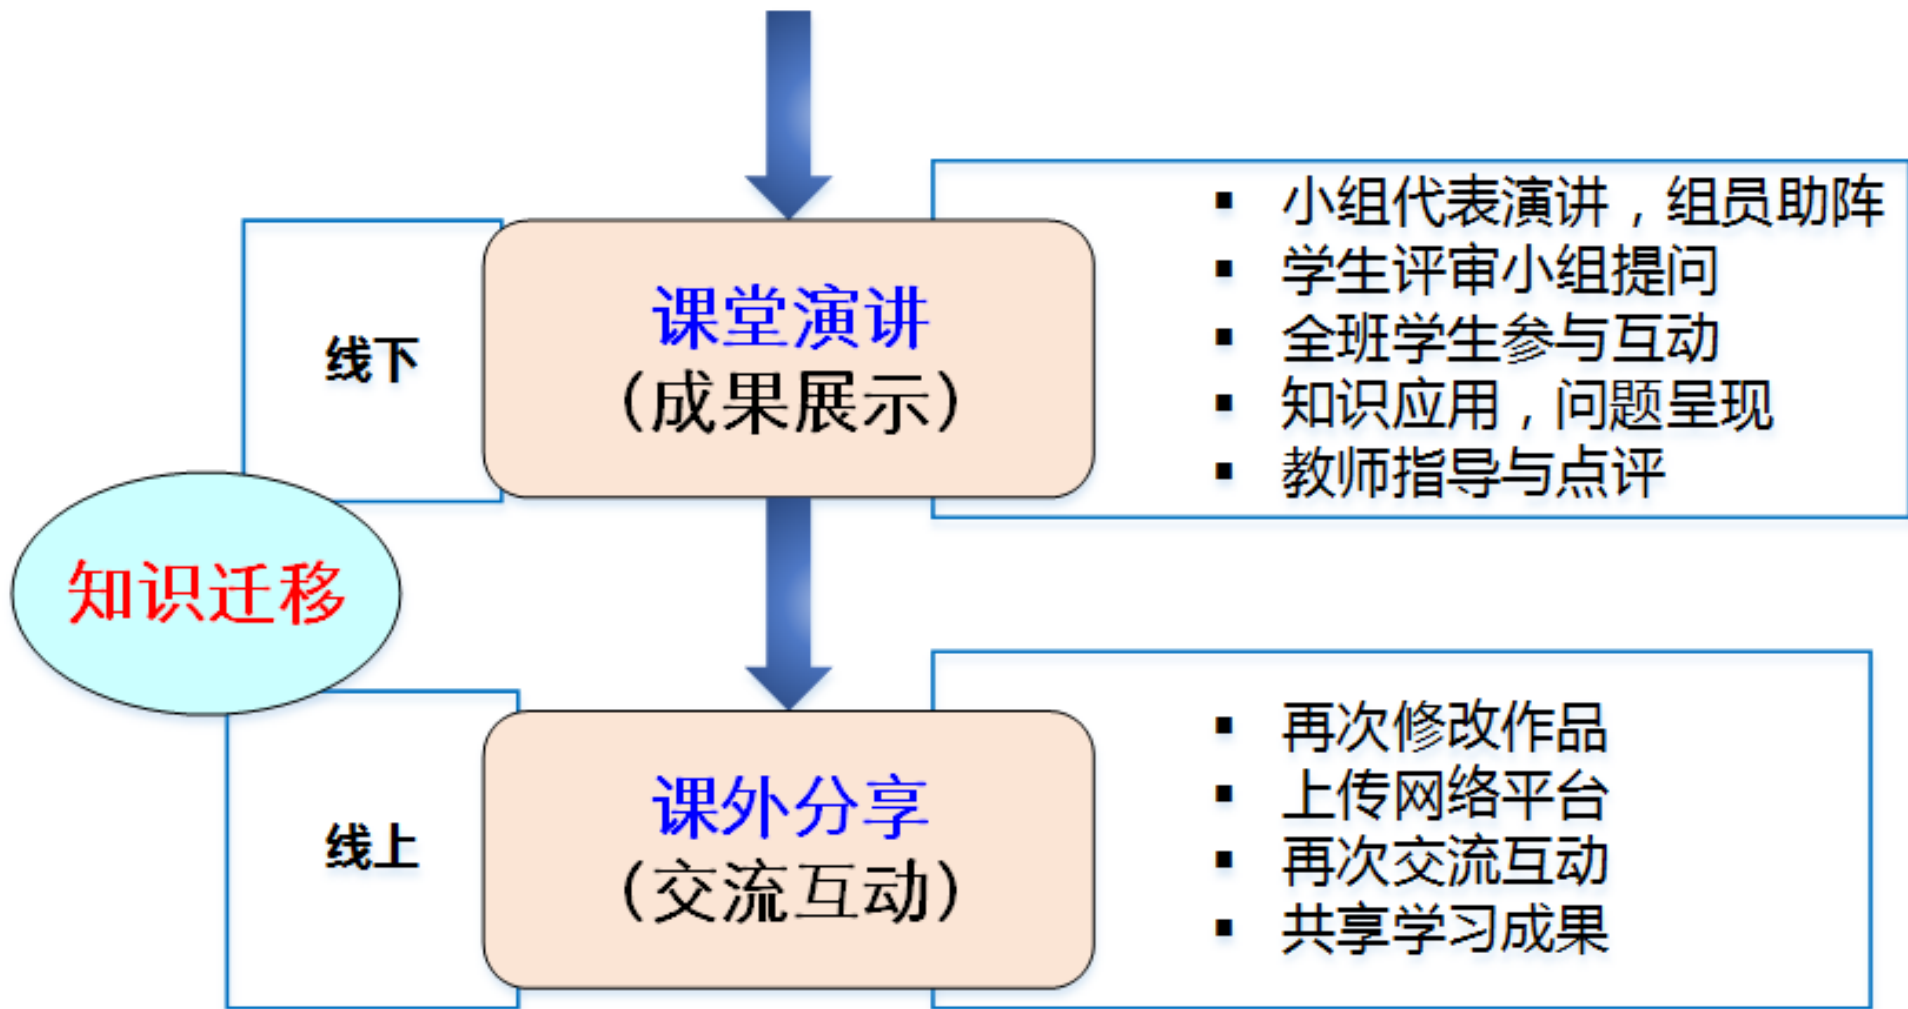 线下
课堂演讲
（成果展示）
▪ 小组代表演讲，组员助阵
▪ 学生评审小组提问
▪ 全班学生参与互动
▪ 知识应用，问题呈现
▪ 教师指导与点评
知识迁移
线上
课外分享
（交流互动）
▪ 再次修改作品
▪ 上传网络平台
▪ 再次交流互动
▪ 共享学习成果